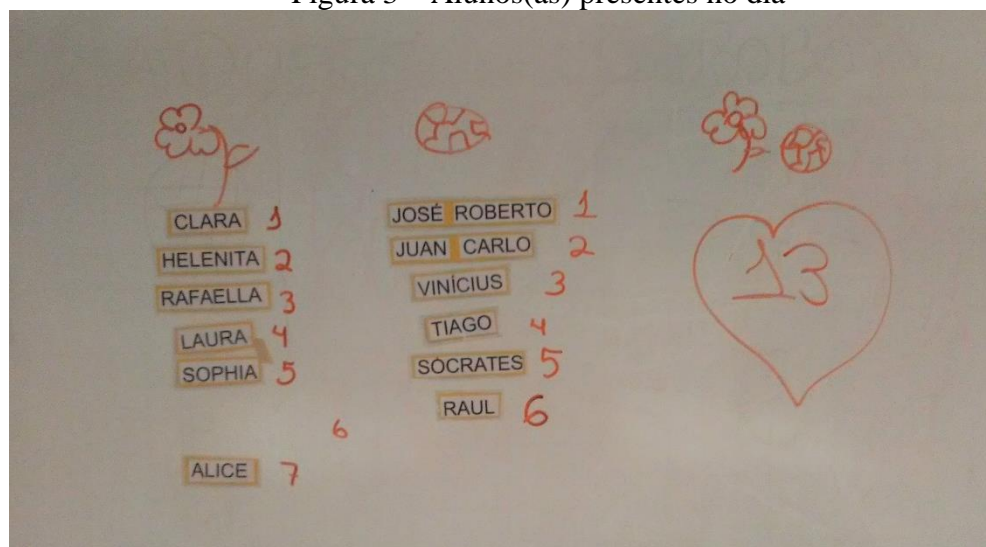 Figura 3 – Alunos(as) presentes no dia
CLARA 1
HELENITA 2
RAFAELLA 3
LAURA 4
SOPHIA 5
6
ALICE 7
JOSÉ ROBERTO 1
JUAN CARLO 2
VINÍCIUS 3
TIAGO 4
SÓCRATES 5
RAUL 6
13